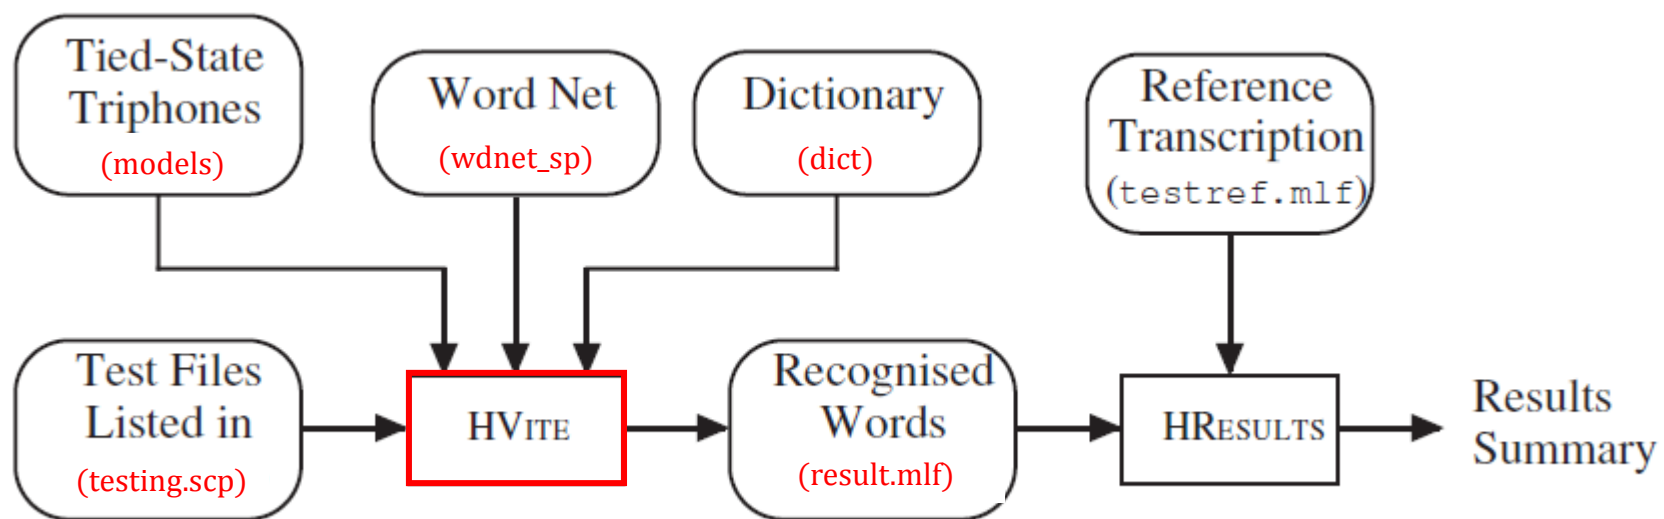 Tied-State
Triphones
(models)
Word Net
(wdnet_sp)
Dictionary
(dict)
Reference
Transcription
(testref.mlf)
Test Files
Listed in
(testing.scp)
HVITE
Recognised
Words
(result.mlf)
HRESULTS
Results
Summary